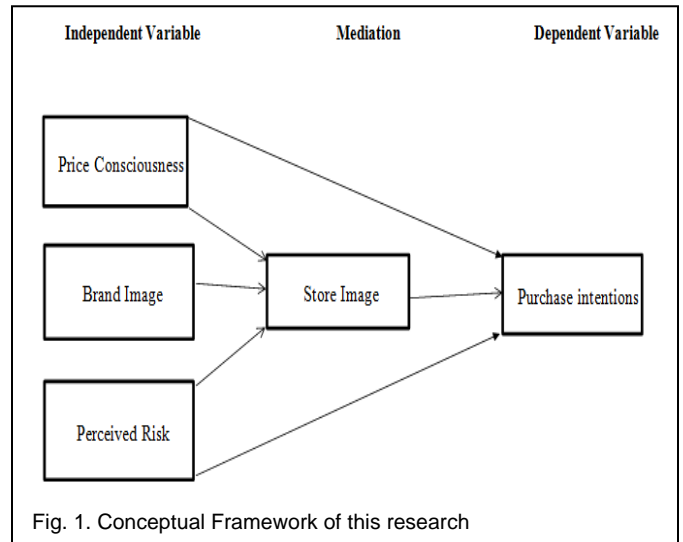 Independent Variable Mediation Dependent Variable
Price Consciousness
Brand Image
Store Image
Purchase intentions
Perceived Risk
Fig. 1. Conceptual Framework of this research